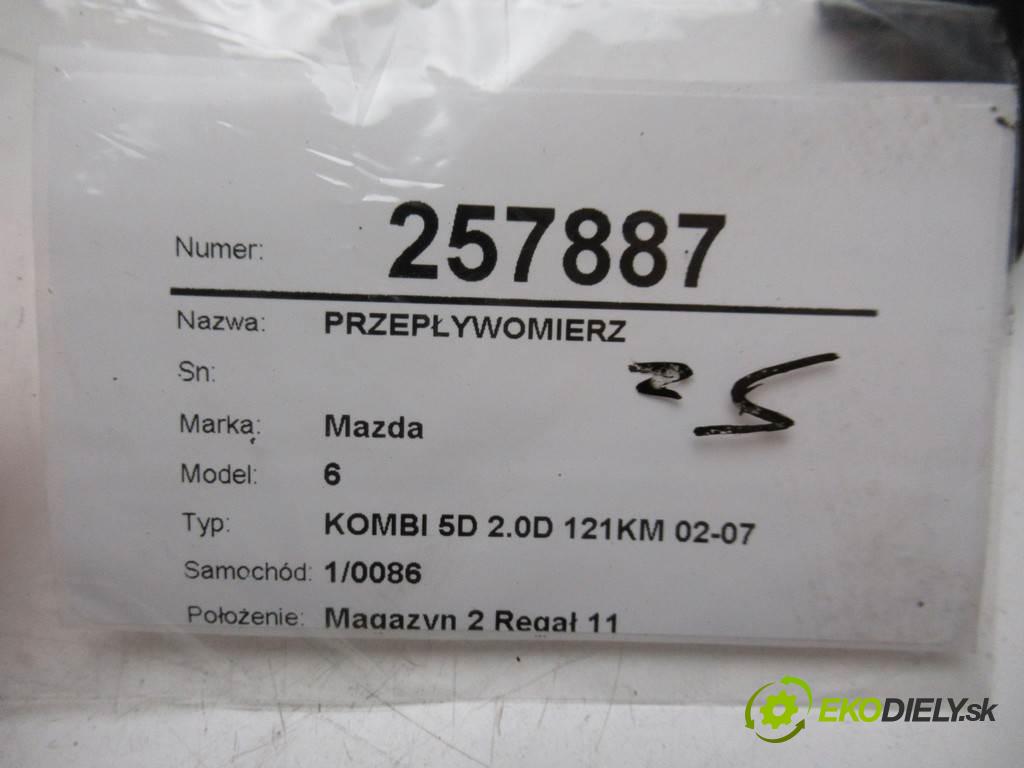 Numer: 257887
Nazwa: PRZEPŁYWOMIERZ
Sn:
Marka: Mazda
Model: 6
Typ: KOMBI 5D 2.0D 121KM 02-07
Samochód: 1/0086
Położenie: Magazyn 2 Regał 11
EKODIELY.sk